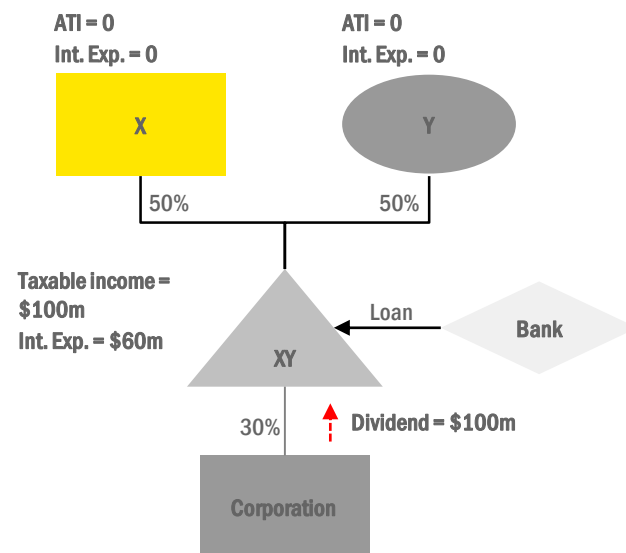 ATI = 0
Int. Exp. = 0
ATI = 0
Int. Exp. = 0
X
Y
50%
50%
Taxable income =
$100m
Int. Exp. = $60m
Loan
Bank
XY
30%
Dividend = $100m
Corporation